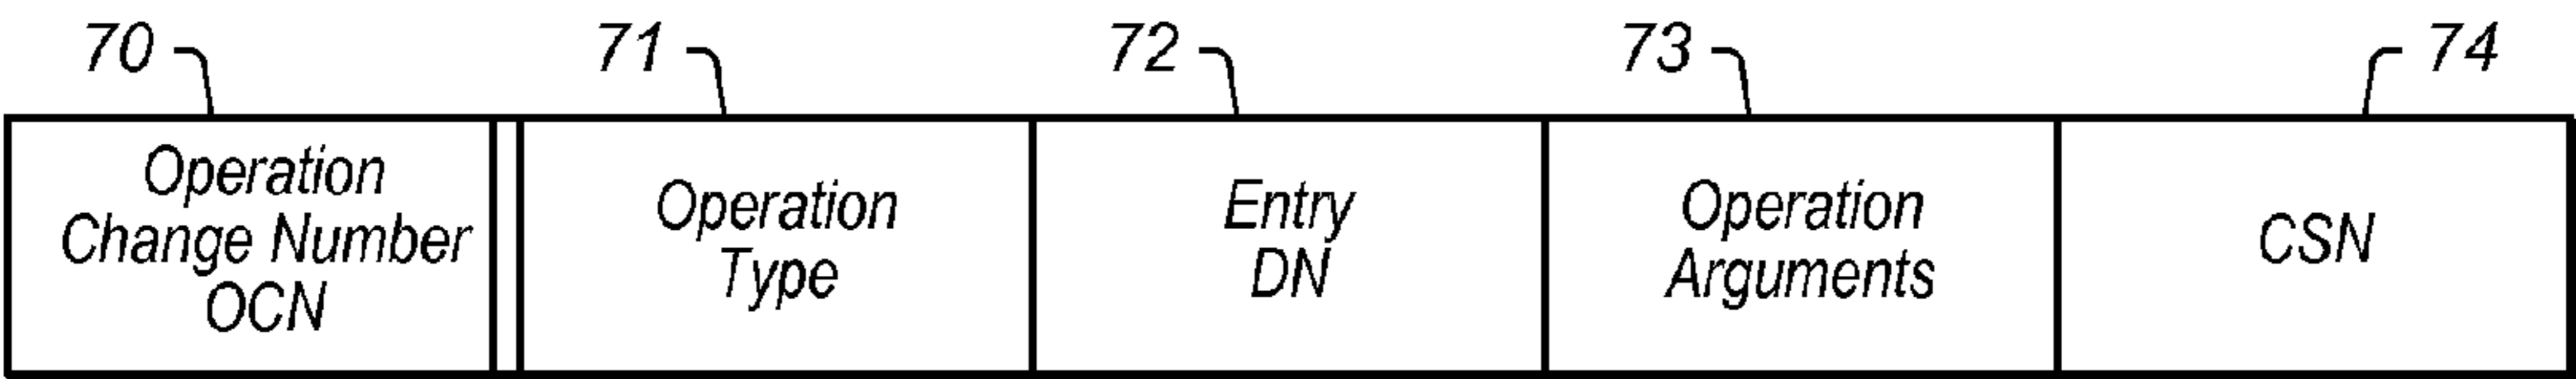 70
71
72
73
74
Operation
Change Number
OCN
Operation
Type
Entry
DN
Operation
Arguments
CSN